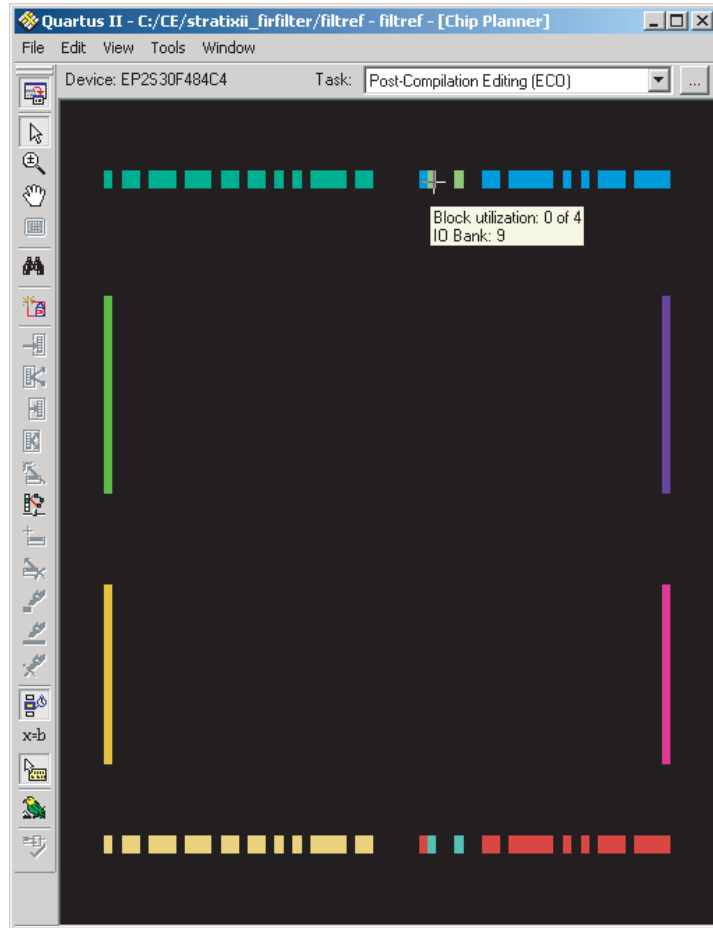 Quartus II - C:/CE/stratixii_firfilter/filtref - filtref - [Chip Planner]
File Edit View Tools Window
Device: EP2S30F484C4 Task: Post-Compilation Editing (ECO) ...
Block utilization: 0 of 4
IO Bank: 9
x=b